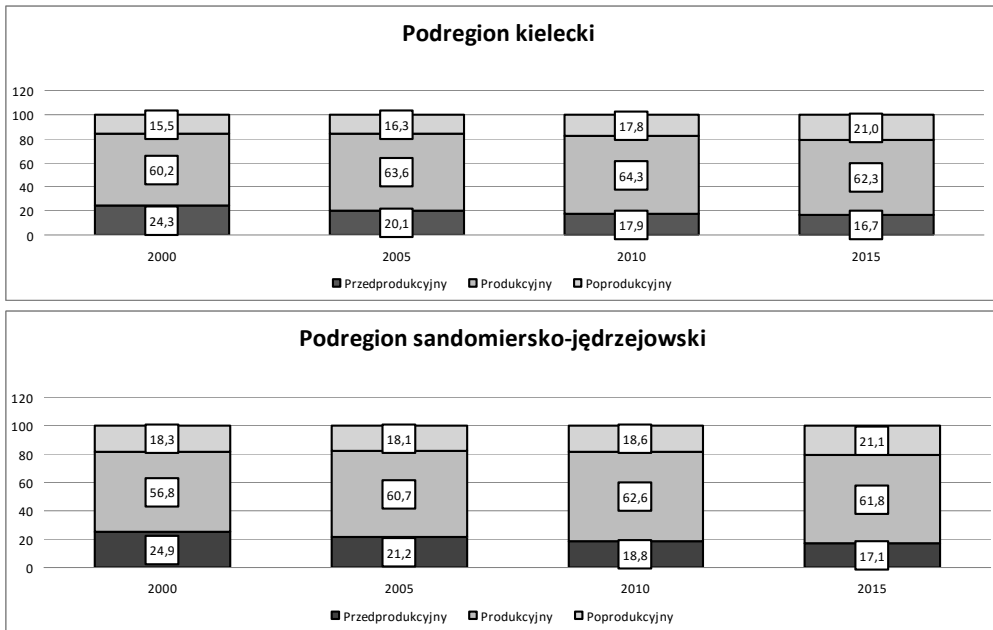 Podregion kielecki
120
100
80
60
40
20
0
15,5 16,3 17,8 21,0
60,2 63,6 64,3 62,3
24,3 20,1 17,9 16,7
2000 2005 2010 2015
Przedprodukcyjny Produkcyjny Poprodukcyjny
Podregion sandomiersko-jędrzejowski
120
100
80
60
40
20
0
18,3 18,1 18,6 21,1
56,8 60,7 62,6 61,8
24,9 21,2 18,8 17,1
2000 2005 2010 2015
Przedprodukcyjny Produkcyjny Poprodukcyjny